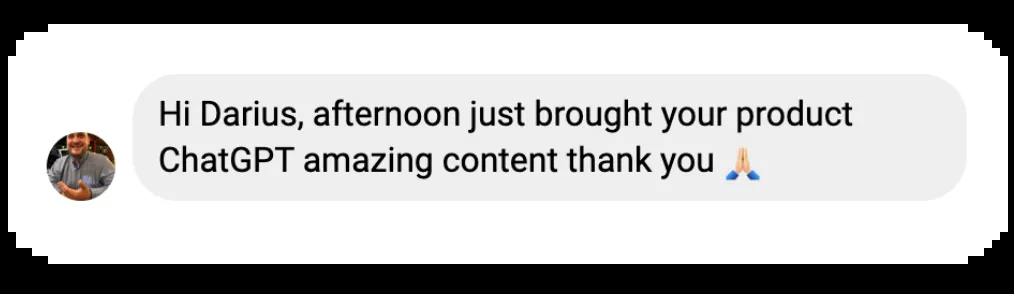 Hi Darius, afternoon just brought your product
ChatGPT amazing content thank you 🙏🏼